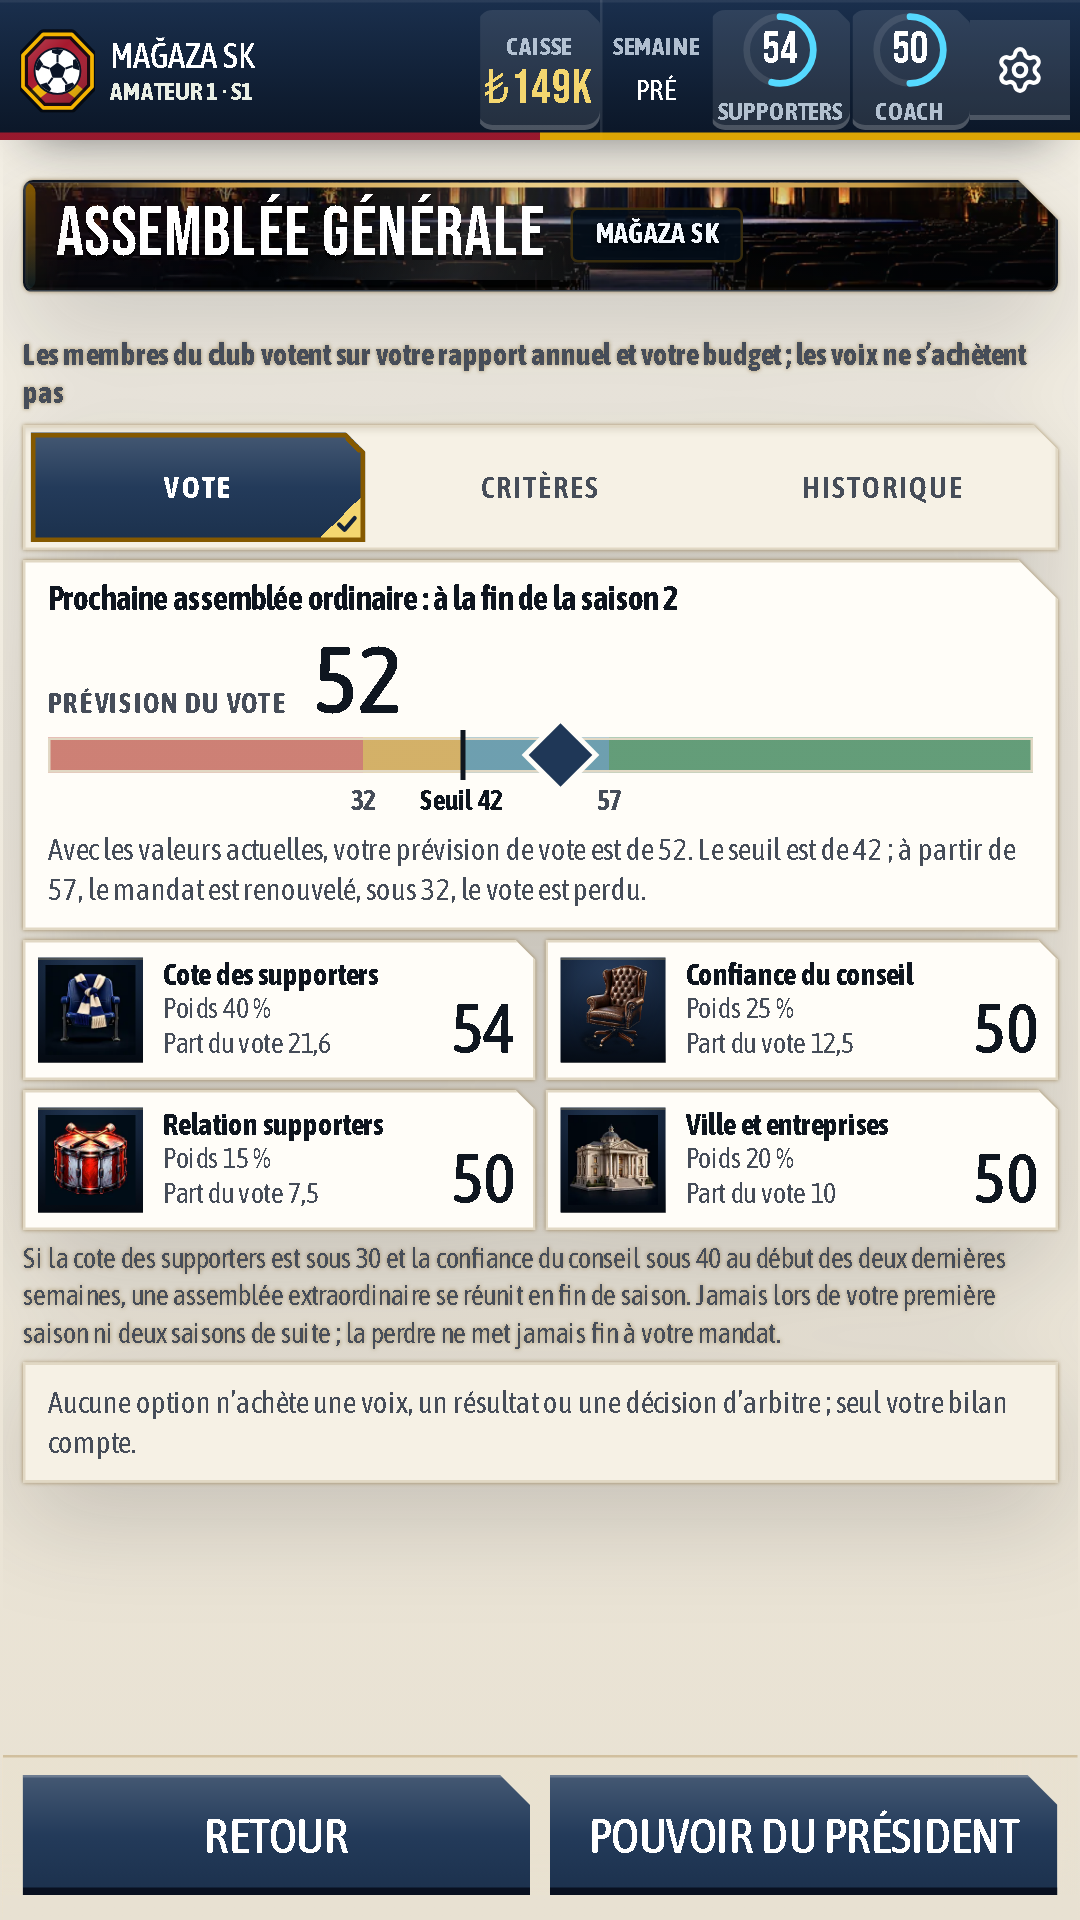 MAĞAZA SK
AMATEUR 1 · S1
CAISSE
₺149K
SEMAINE
PRÉ
54
SUPPORTERS
50
COACH
ASSEMBLÉE GÉNÉRALE
MAĞAZA SK
Les membres du club votent sur votre rapport annuel et votre budget ; les voix ne s’achètent
pas
VOTE
CRITÈRES
HISTORIQUE
Prochaine assemblée ordinaire : à la fin de la saison 2
PRÉVISION DU VOTE 52
32
Seuil 42
57
Avec les valeurs actuelles, votre prévision de vote est de 52. Le seuil est de 42 ; à partir de
57, le mandat est renouvelé, sous 32, le vote est perdu.
Cote des supporters
Poids 40 %
Part du vote 21,6
54
Confiance du conseil
Poids 25 %
Part du vote 12,5
50
Relation supporters
Poids 15 %
Part du vote 7,5
50
Ville et entreprises
Poids 20 %
Part du vote 10
50
Si la cote des supporters est sous 30 et la confiance du conseil sous 40 au début des deux dernières
semaines, une assemblée extraordinaire se réunit en fin de saison. Jamais lors de votre première
saison ni deux saisons de suite ; la perdre ne met jamais fin à votre mandat.
Aucune option n’achète une voix, un résultat ou une décision d’arbitre ; seul votre bilan
compte.
RETOUR
POUVOIR DU PRÉSIDENT